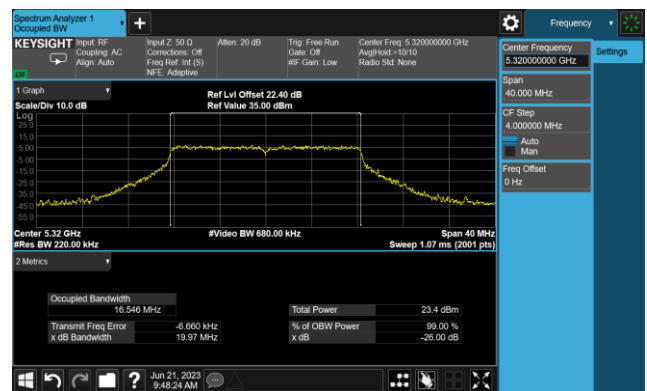 Spectrum Analyzer 1
Occupied BW
Frequency
KEYSIGHT
Input: RF
Coupling: AC
Align: Auto
Input Z: 50 Ω
Corrections: Off
Freq Ref: Int (S)
NFE: Adaptive
Atten: 20 dB
Trig: Free Run
Gate: Off
#IF Gain: Low
Center Freq: 5.320000000 GHz
Avg|Hold:>10/10
Radio Std: None
Center Frequency
5.320000000 GHz
Settings
Span
40.000 MHz
CF Step
4.000000 MHz
Auto
Man
Freq Offset
0 Hz
1 Graph
Scale/Div 10.0 dB
Ref Lvl Offset 22.40 dB
Ref Value 35.00 dBm
Log
25.0
15.0
5.00
-5.00
-15.0
-25.0
-35.0
-45.0
-55.0
Center 5.32 GHz
#Res BW 220.00 kHz
#Video BW 680.00 kHz
Span 40 MHz
Sweep 1.07 ms (2001 pts)
2 Metrics
Occupied Bandwidth
16.546 MHz
Total Power 23.4 dBm
Transmit Freq Error -6.660 kHz
% of OBW Power 99.00 %
x dB Bandwidth 19.97 MHz
x dB -26.00 dB
?
Jun 21, 2023
9:48:24 AM